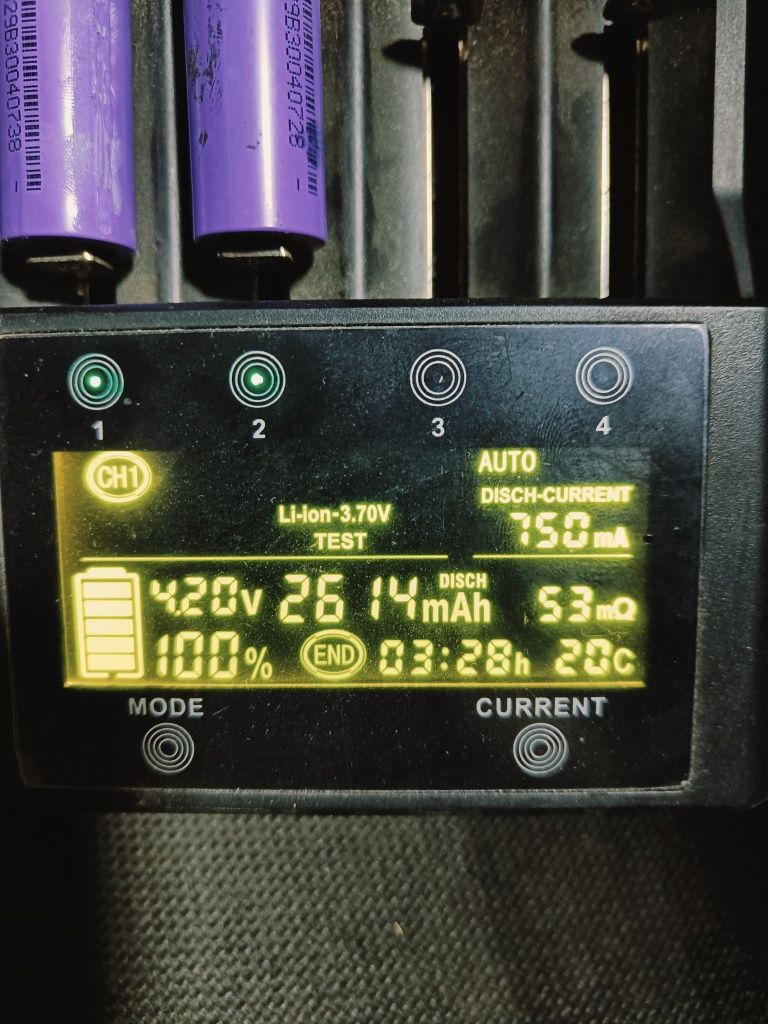 29B30040738
-
29B30040728
-
1
2
3
4
CH1
AUTO
DISCH-CURRENT
750mA
Li-ion-3.70V
TEST
4.20V
2614mAh
DISCH
53mΩ
100%
END
03:28h
20C
MODE
CURRENT